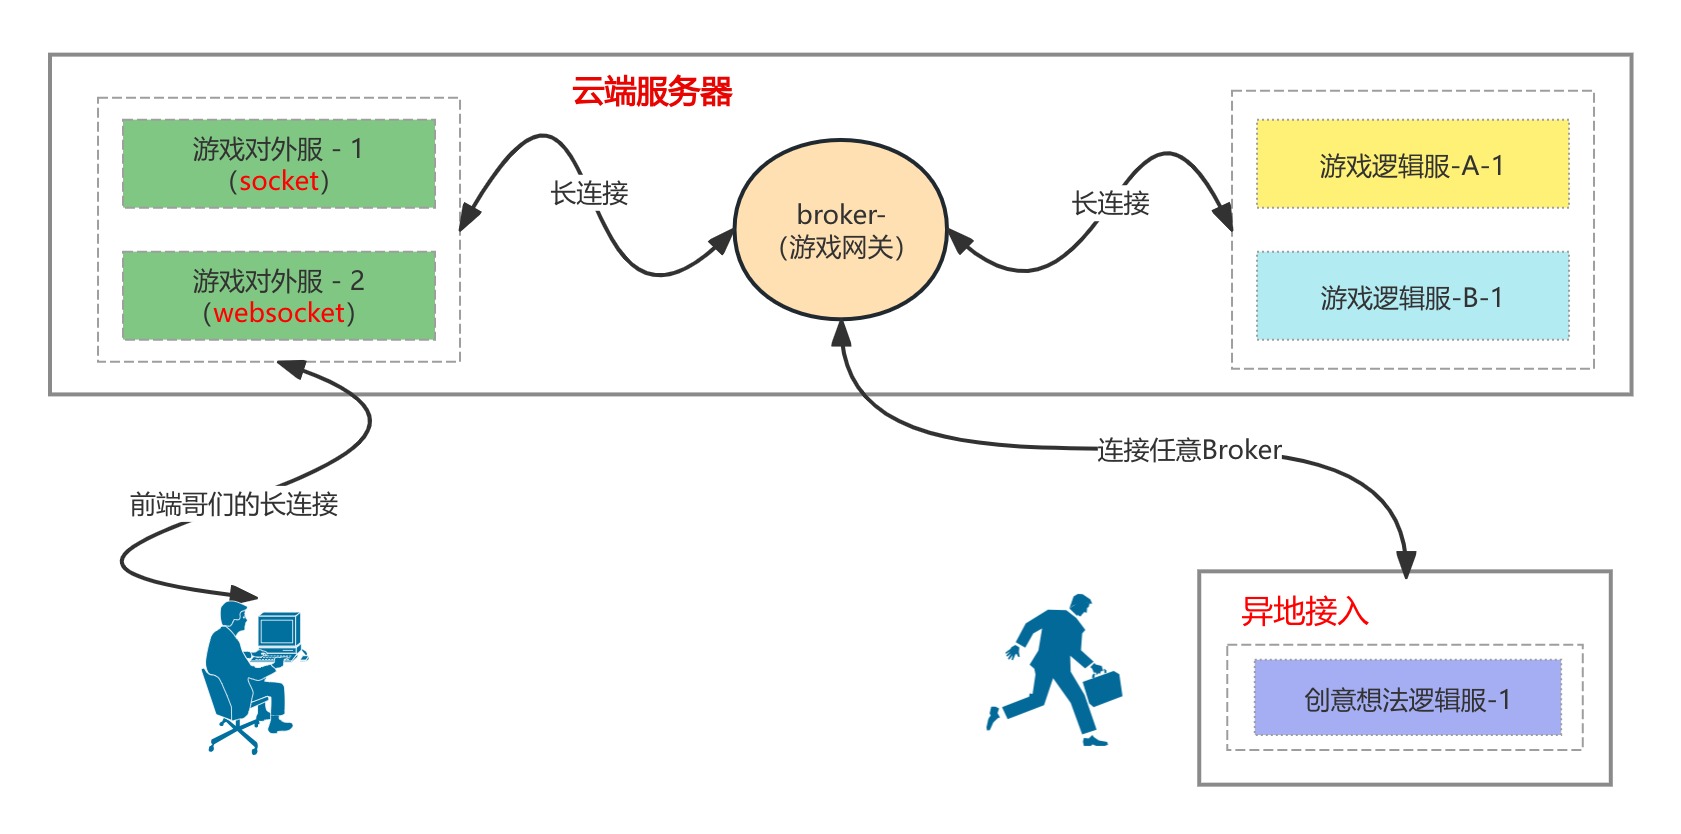 云端服务器
游戏对外服 - 1
（socket）
游戏对外服 - 2
（websocket）
长连接
broker-
（游戏网关）
长连接
游戏逻辑服-A-1
游戏逻辑服-B-1
连接任意Broker
前端哥们的长连接
异地接入
创意想法逻辑服-1